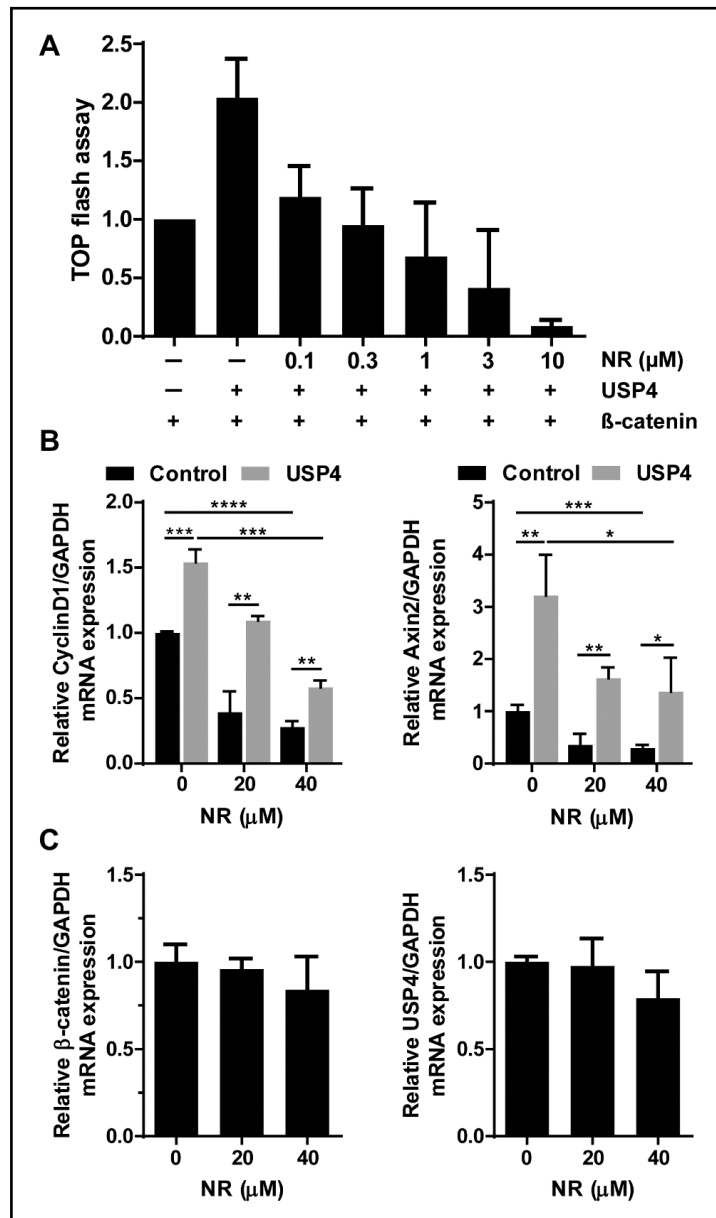 A
TOP flash assay
2.5
2.0
1.5
1.0
0.5
0.0
– – 0.1 0.3 1 3 10 NR (µM)
– + + + + + + USP4
+ + + + + + + ß-catenin
B
Control USP4
Relative CyclinD1/GAPDH
mRNA expression
2.0
1.5
1.0
0.5
0.0
****
*** ***
**
**
0 20 40
NR (µM)
Control USP4
Relative Axin2/GAPDH
mRNA expression
5
4
3
2
1
0
***
** *
**
*
0 20 40
NR (µM)
C
Relative β-catenin/GAPDH
mRNA expression
1.5
1.0
0.5
0.0
0 20 40
NR (µM)
Relative USP4/GAPDH
mRNA expression
1.5
1.0
0.5
0.0
0 20 40
NR (µM)